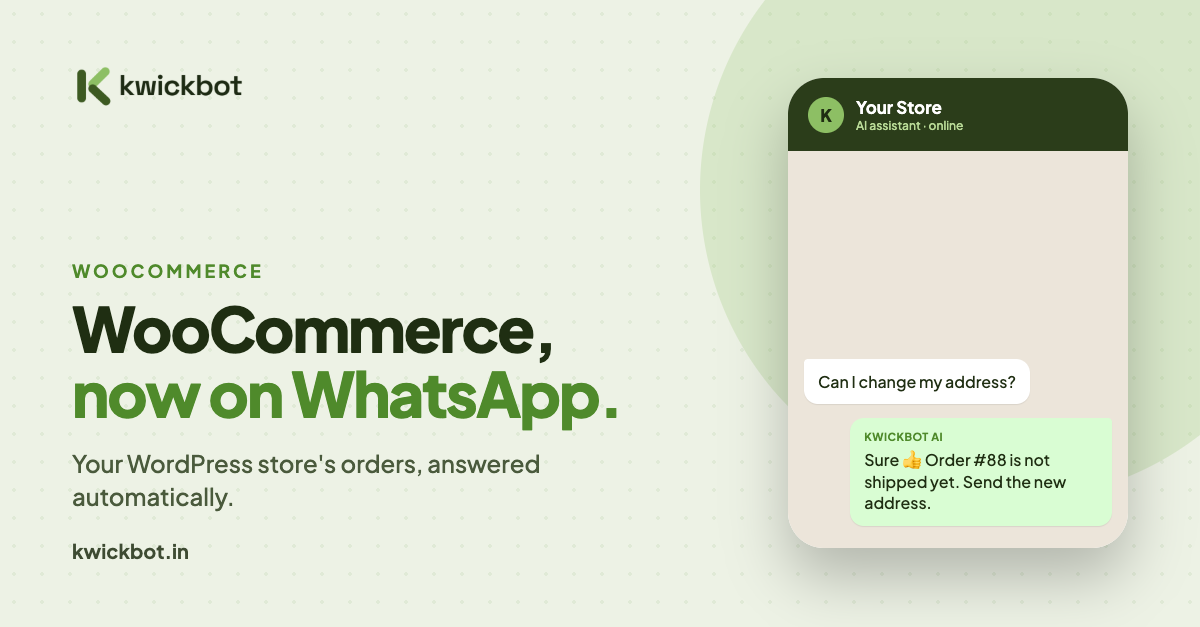 kwickbot
WOOCOMMERCE
WooCommerce,
now on WhatsApp.
Your WordPress store's orders, answered
automatically.
kwickbot.in
K
Your Store
AI assistant · online
Can I change my address?
KWICKBOT AI
Sure 👍 Order #88 is not
shipped yet. Send the new
address.